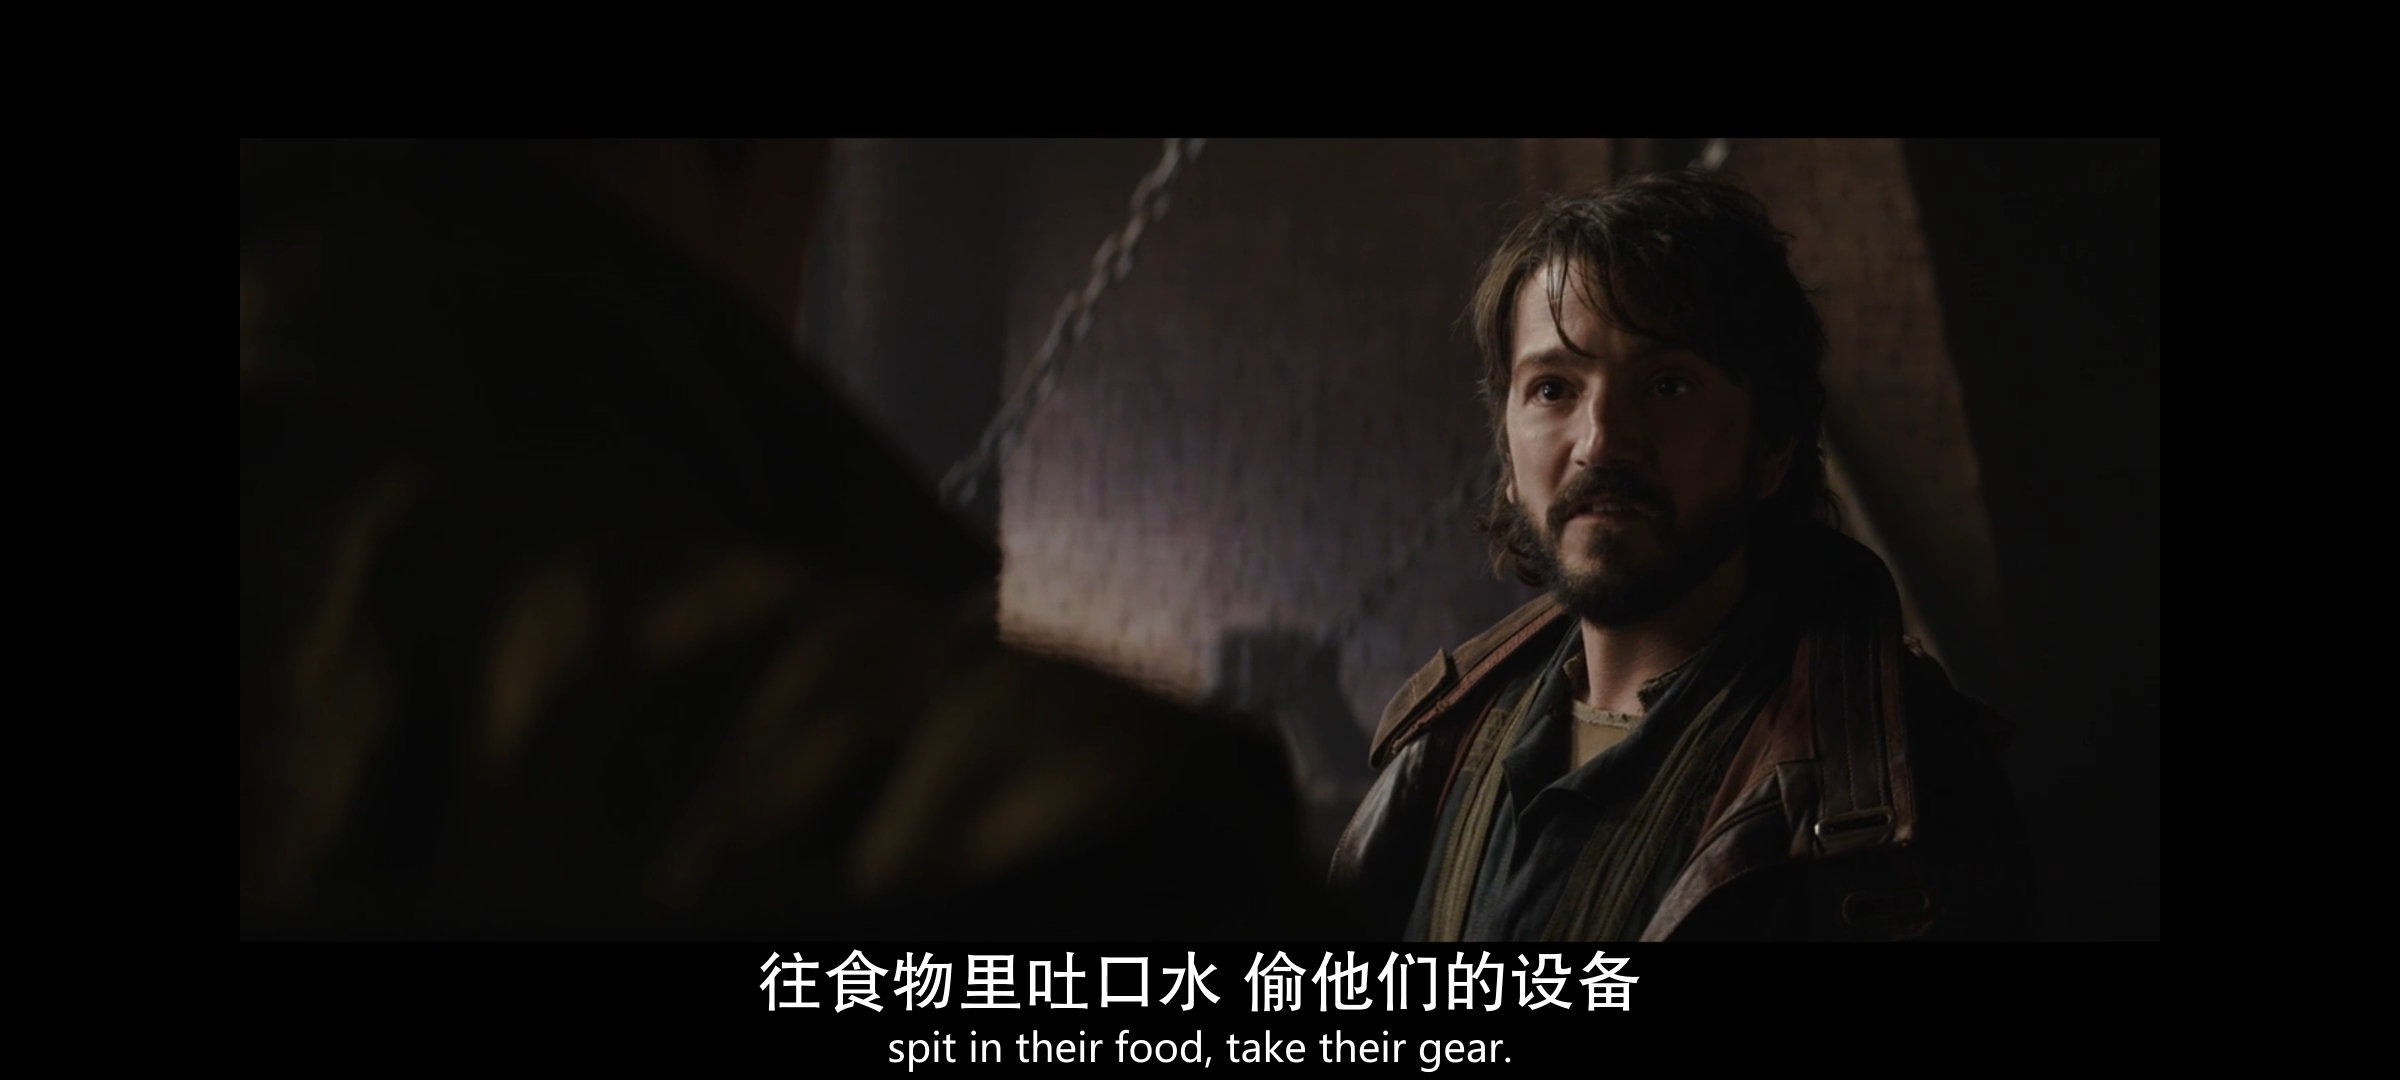 往食物里吐口水 偷他们的设备
spit in their food, take their gear.